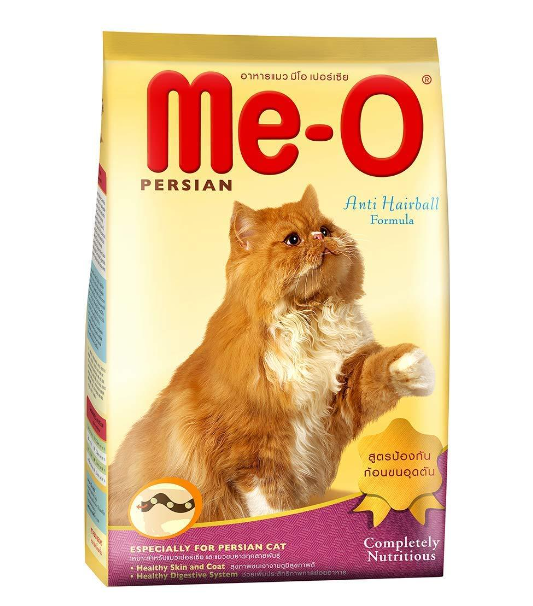 อาหารแมว มีโอ เปอร์เซีย
Me-O®
PERSIAN
Anti Hairball
Formula
สูตรป้องกัน
ก้อนขนอุดตัน
Completely
Nutritious
ESPECIALLY FOR PERSIAN CAT
• Healthy Skin and Coat
• Healthy Digestive System